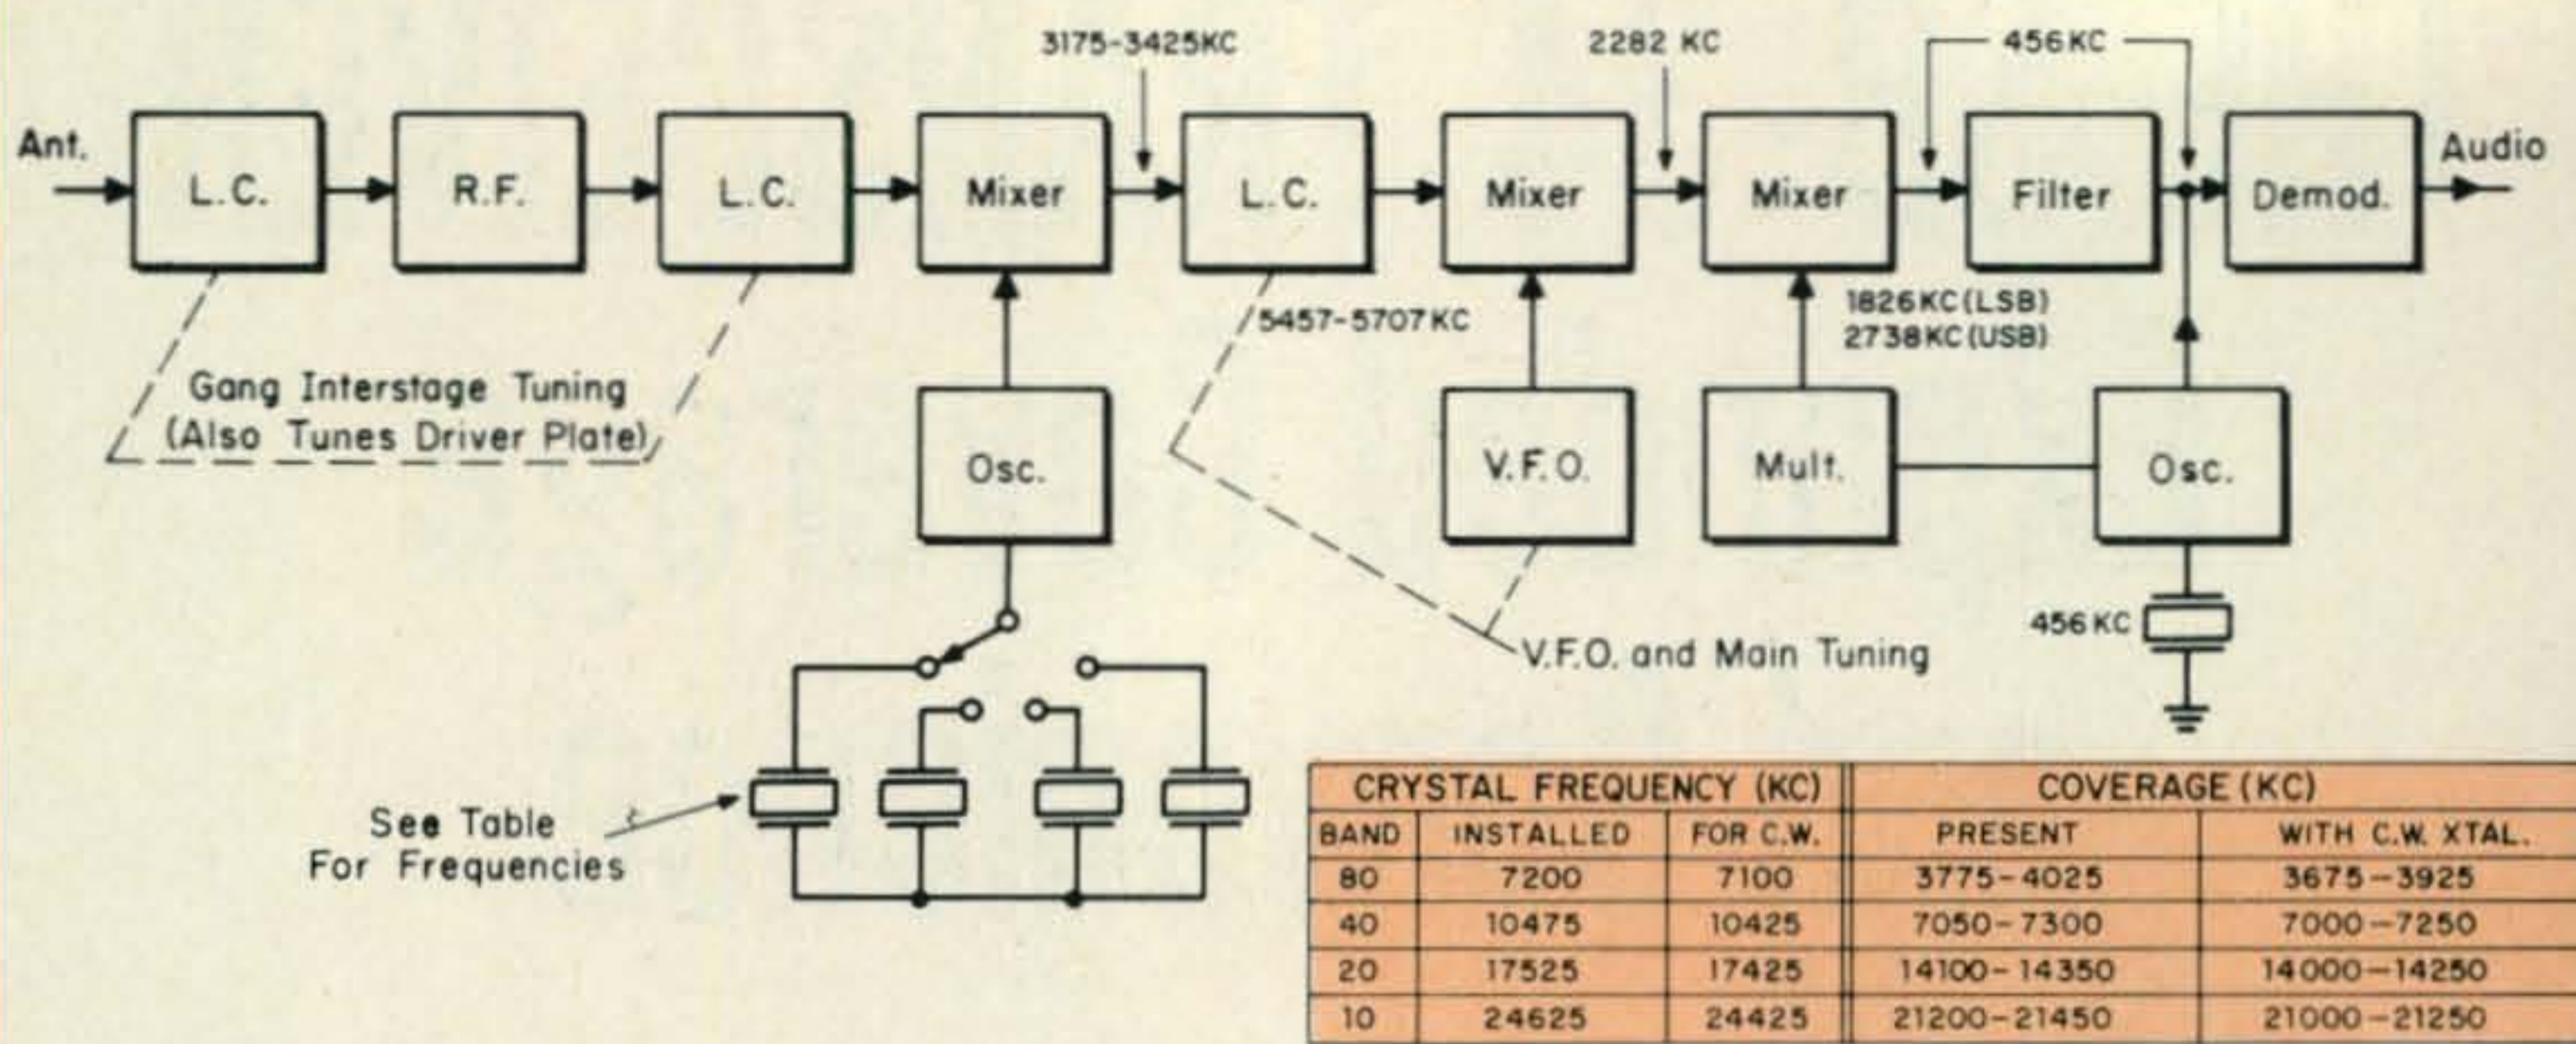 3175-3425KC
2282 KC
456KC
Ant.
L.C.
R.F.
L.C.
Mixer
L.C.
Mixer
Mixer
Filter
Demod.
Audio
5457-5707KC
1826KC(LSB)
2738KC(USB)
Gang Interstage Tuning
(Also Tunes Driver Plate)
Osc.
V.F.O.
Mult.
Osc.
456KC
V.F.O. and Main Tuning
See Table
For Frequencies
CRYSTAL FREQUENCY (KC) COVERAGE (KC)
BAND INSTALLED FOR C.W. PRESENT WITH C.W. XTAL.
80 7200 7100 3775-4025 3675-3925
40 10475 10425 7050-7300 7000-7250
20 17525 17425 14100-14350 14000-14250
10 24625 24425 21200-21450 21000-21250